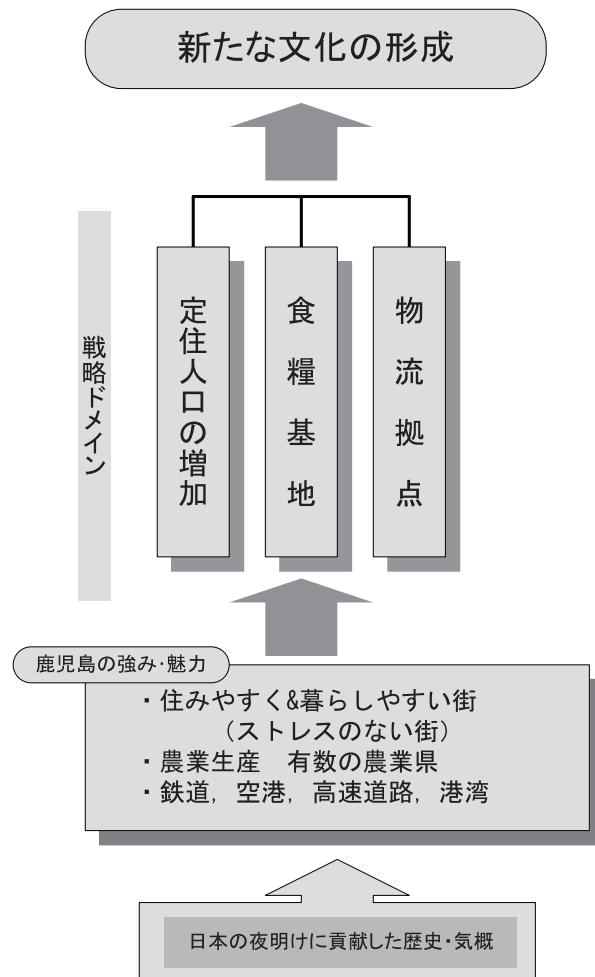 新たな文化の形成
戦略ドメイン
定住人口の増加
食糧基地
物流拠点
鹿児島の強み・魅力
・住みやすく&暮らしやすい街
（ストレスのない街）
・農業生産　有数の農業県
・鉄道，空港，高速道路，港湾
日本の夜明けに貢献した歴史・気概